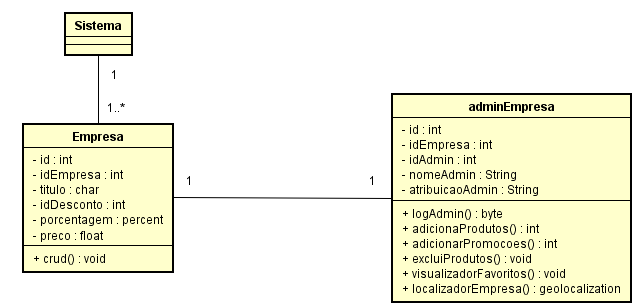 Sistema
1
1..*
Empresa
- id : int
- idEmpresa : int
- titulo : char
- idDesconto : int
- porcentagem : percent
- preco : float
+ crud() : void
1
1
adminEmpresa
- id : int
- idEmpresa : int
- idAdmin : int
- nomeAdmin : String
- atribuicaoAdmin : String
+ logAdmin() : byte
+ adicionaProdutos() : int
+ adicionarPromocoes() : int
+ excluiProdutos() : void
+ visualizadorFavoritos() : void
+ localizadorEmpresa() : geolocalization